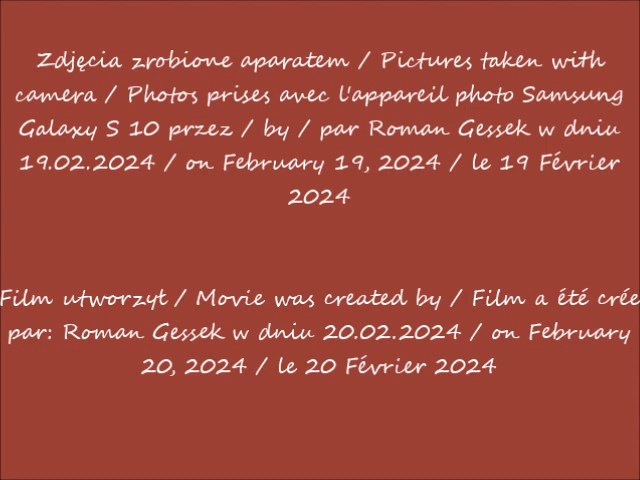 Zdjęcia zrobione aparatem / Pictures taken with
camera / Photos prises avec l'appareil photo Samsung
Galaxy S 10 przez / by / par Roman Gessek w dniu
19.02.2024 / on February 19, 2024 / le 19 Février
2024
Film utworzył / Movie was created by / Film a été crée
par: Roman Gessek w dniu 20.02.2024 / on February
20, 2024 / le 20 Février 2024